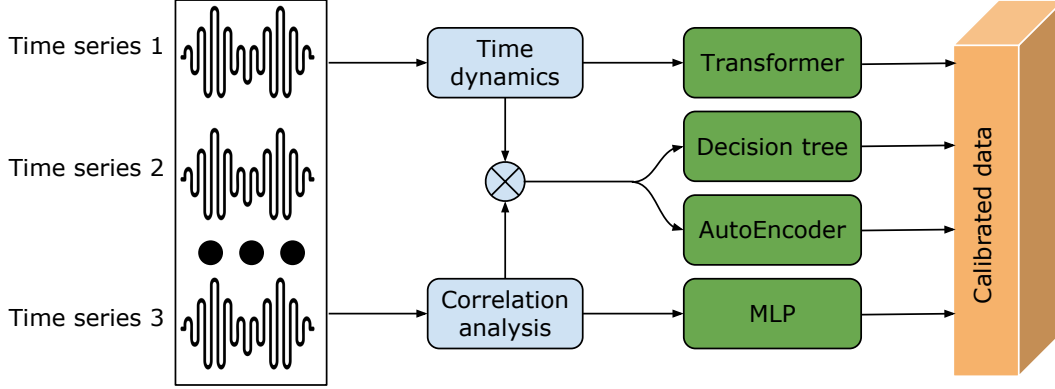 Time series 1
Time series 2
Time series 3
Time
dynamics
Correlation
analysis
Transformer
Decision tree
AutoEncoder
MLP
Calibrated data